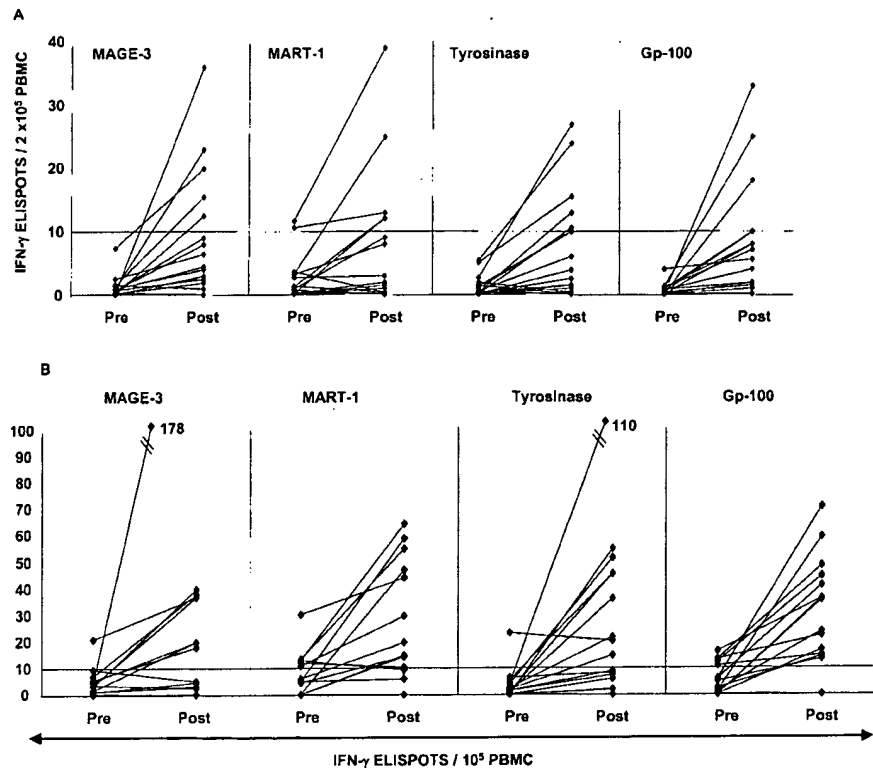 A
MAGE-3 MART-1 Tyrosinase Gp-100
IFN-γ ELISPOTS / 2 x10⁵ PBMC
40
30
20
10
0
Pre Post Pre Post Pre Post Pre Post
B
MAGE-3 MART-1 Tyrosinase Gp-100
178 110
100
90
80
70
60
50
40
30
20
10
0
Pre Post Pre Post Pre Post Pre Post
IFN-γ ELISPOTS / 10⁵ PBMC